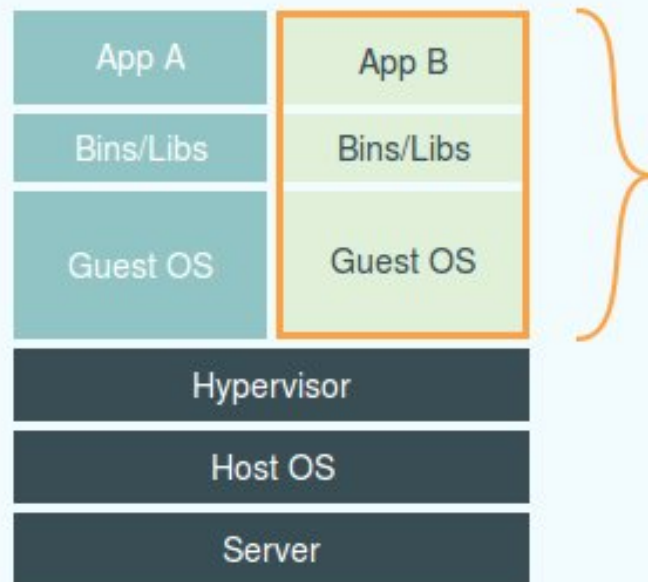 App A
App B
Bins/Libs
Bins/Libs
Guest OS
Guest OS
Hypervisor
Host OS
Server